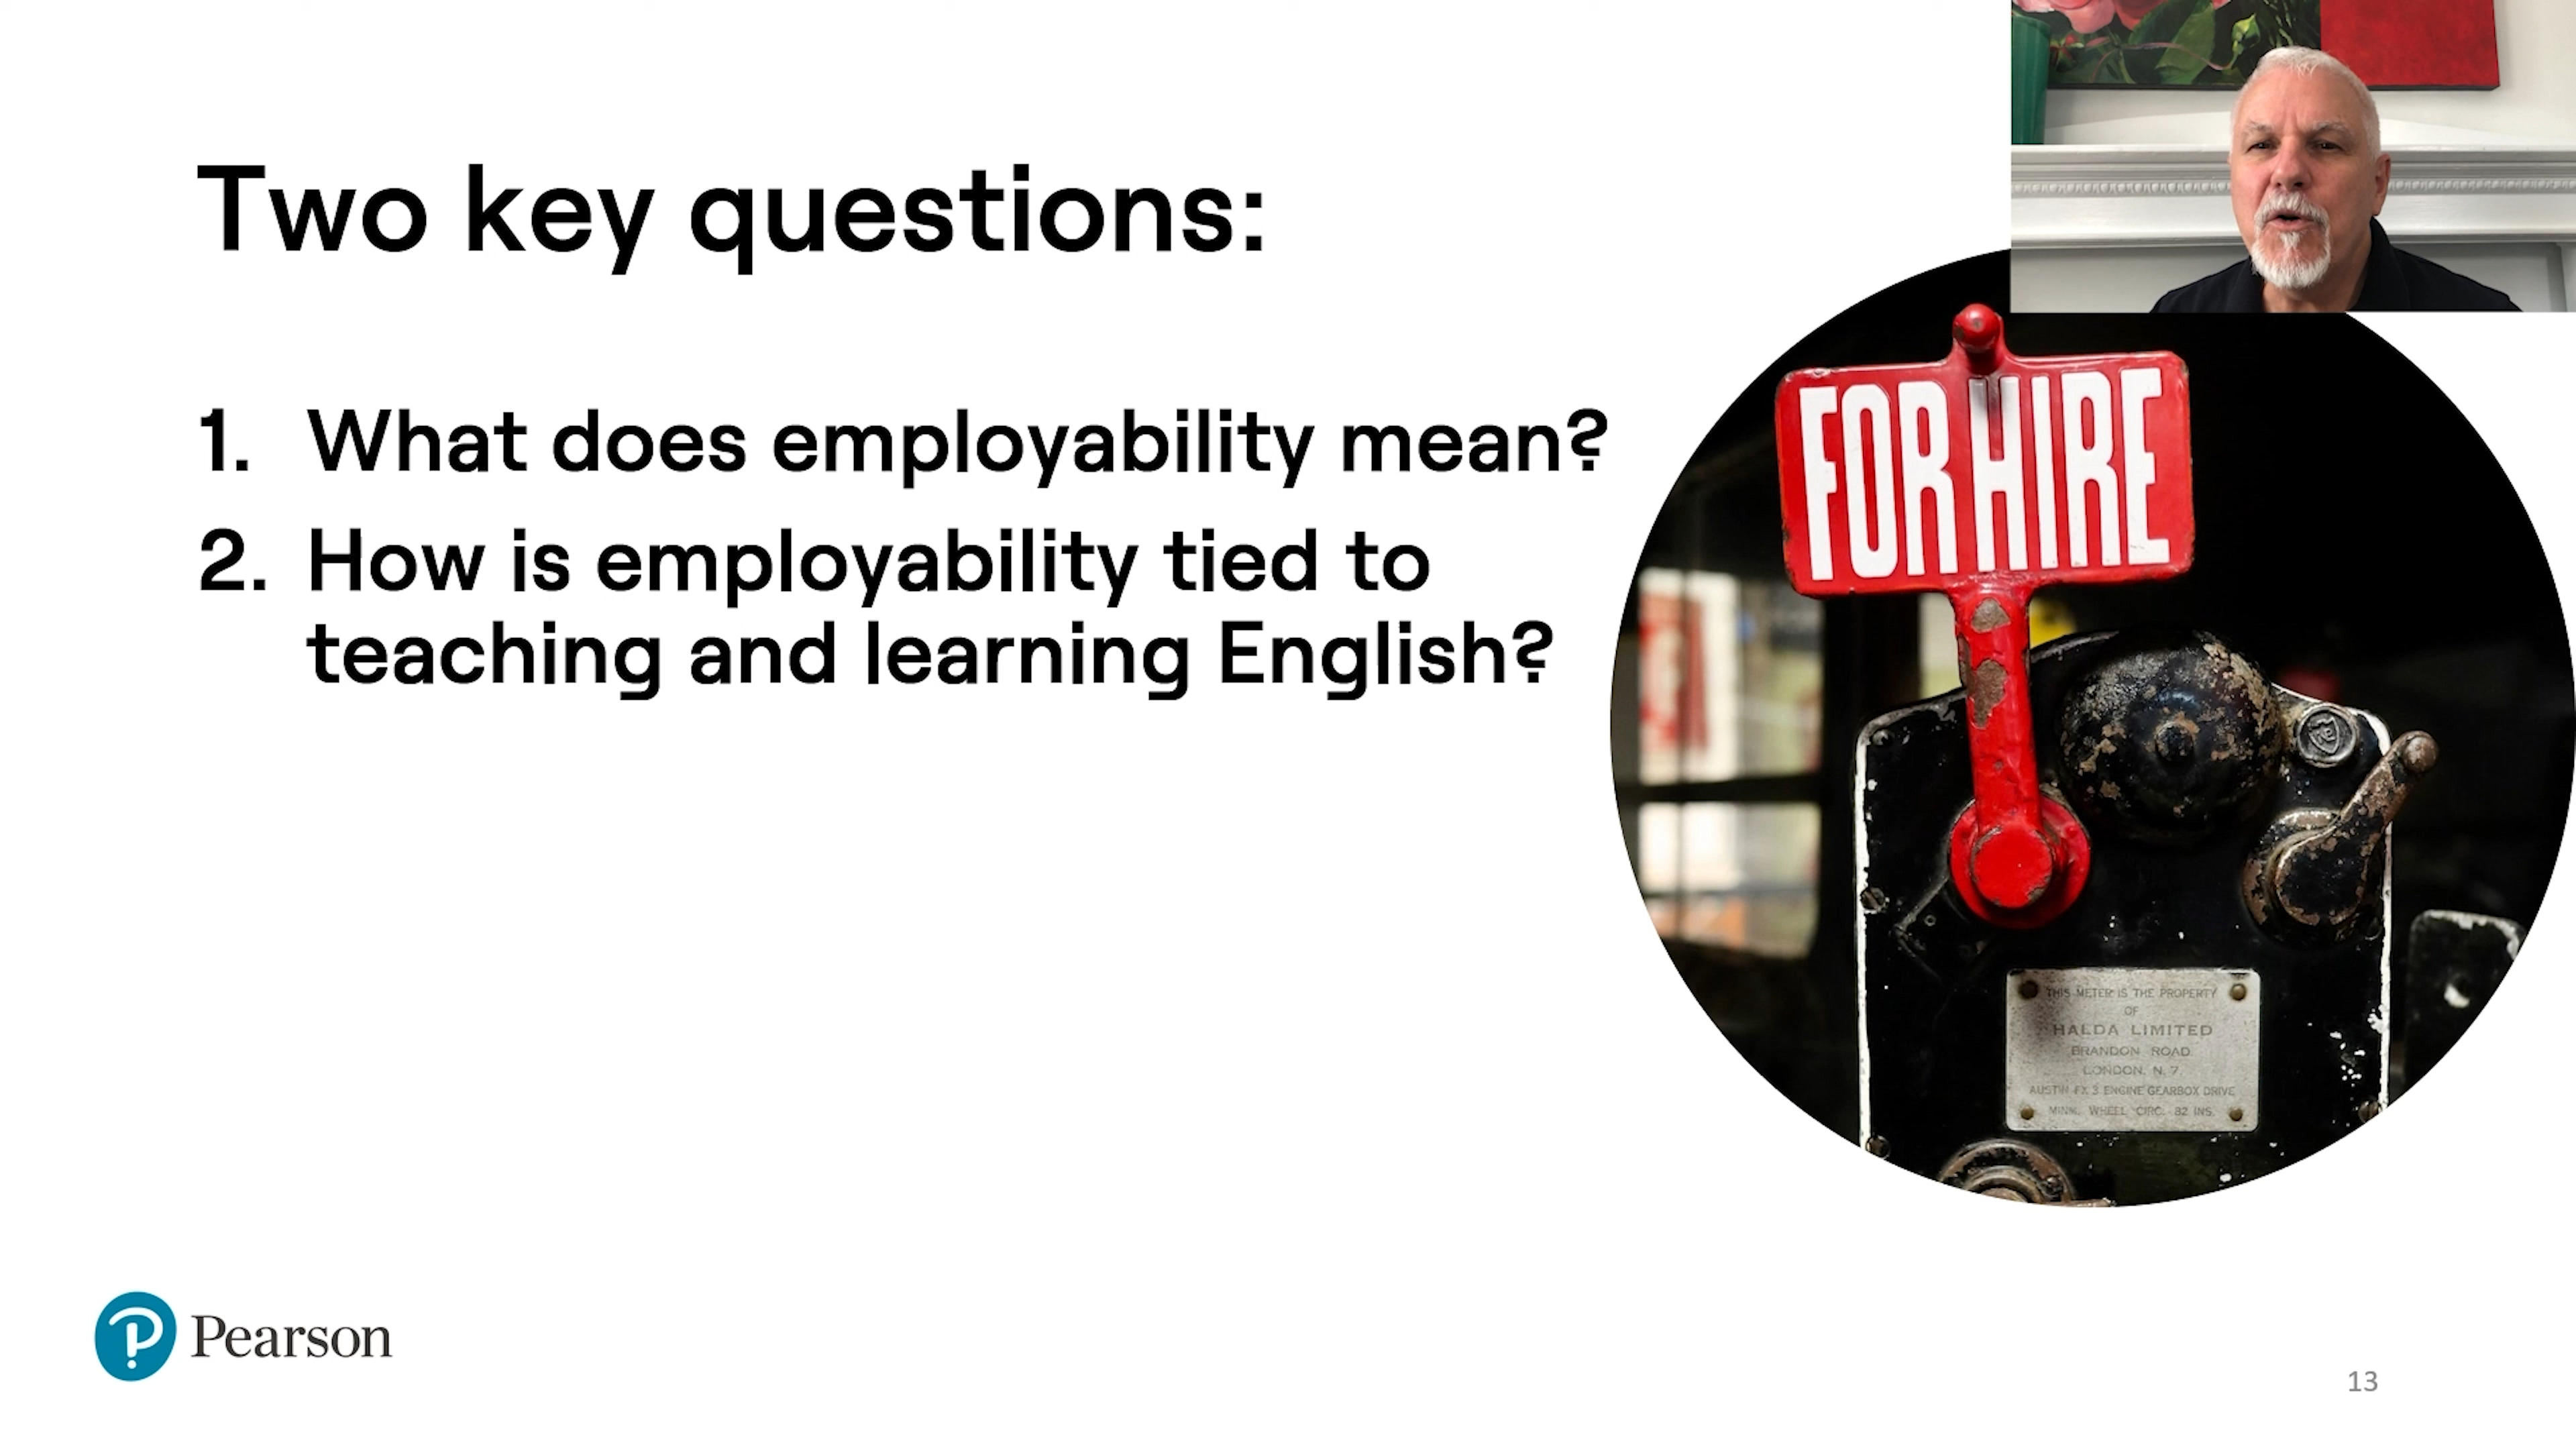 Two key questions:
1. What does employability mean?
2. How is employability tied to
teaching and learning English?
FOR HIRE
THIS METER IS THE PROPERTY
OF
HALDA LIMITED
BRANDON ROAD
LONDON. N. 7.
AUSTIN FX 3 ENGINE GEARBOX DRIVE
MINN. WHEEL CIRC. 82 INS.
Pearson
13